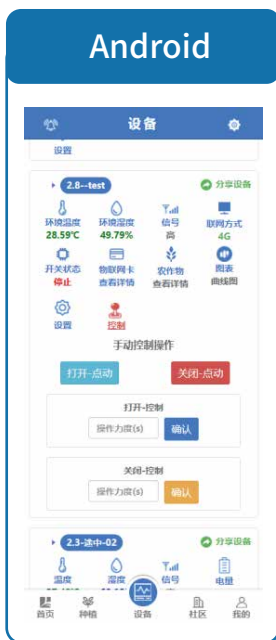 Android
设备
设置
2.8--test
分享设备
环境温度 环境湿度 信号 联网方式
28.59℃ 49.79% 高 4G
开关状态 物联网卡 农作物 图表
停止 查看详情 查看详情 曲线图
设置 控制
手动控制操作
打开-点动 关闭-点动
打开-控制
操作力度(s) 确认
关闭-控制
操作力度(s) 确认
2.3-速中-02 分享设备
温度 湿度 信号 电量
首页 种植 设备 社区 我的